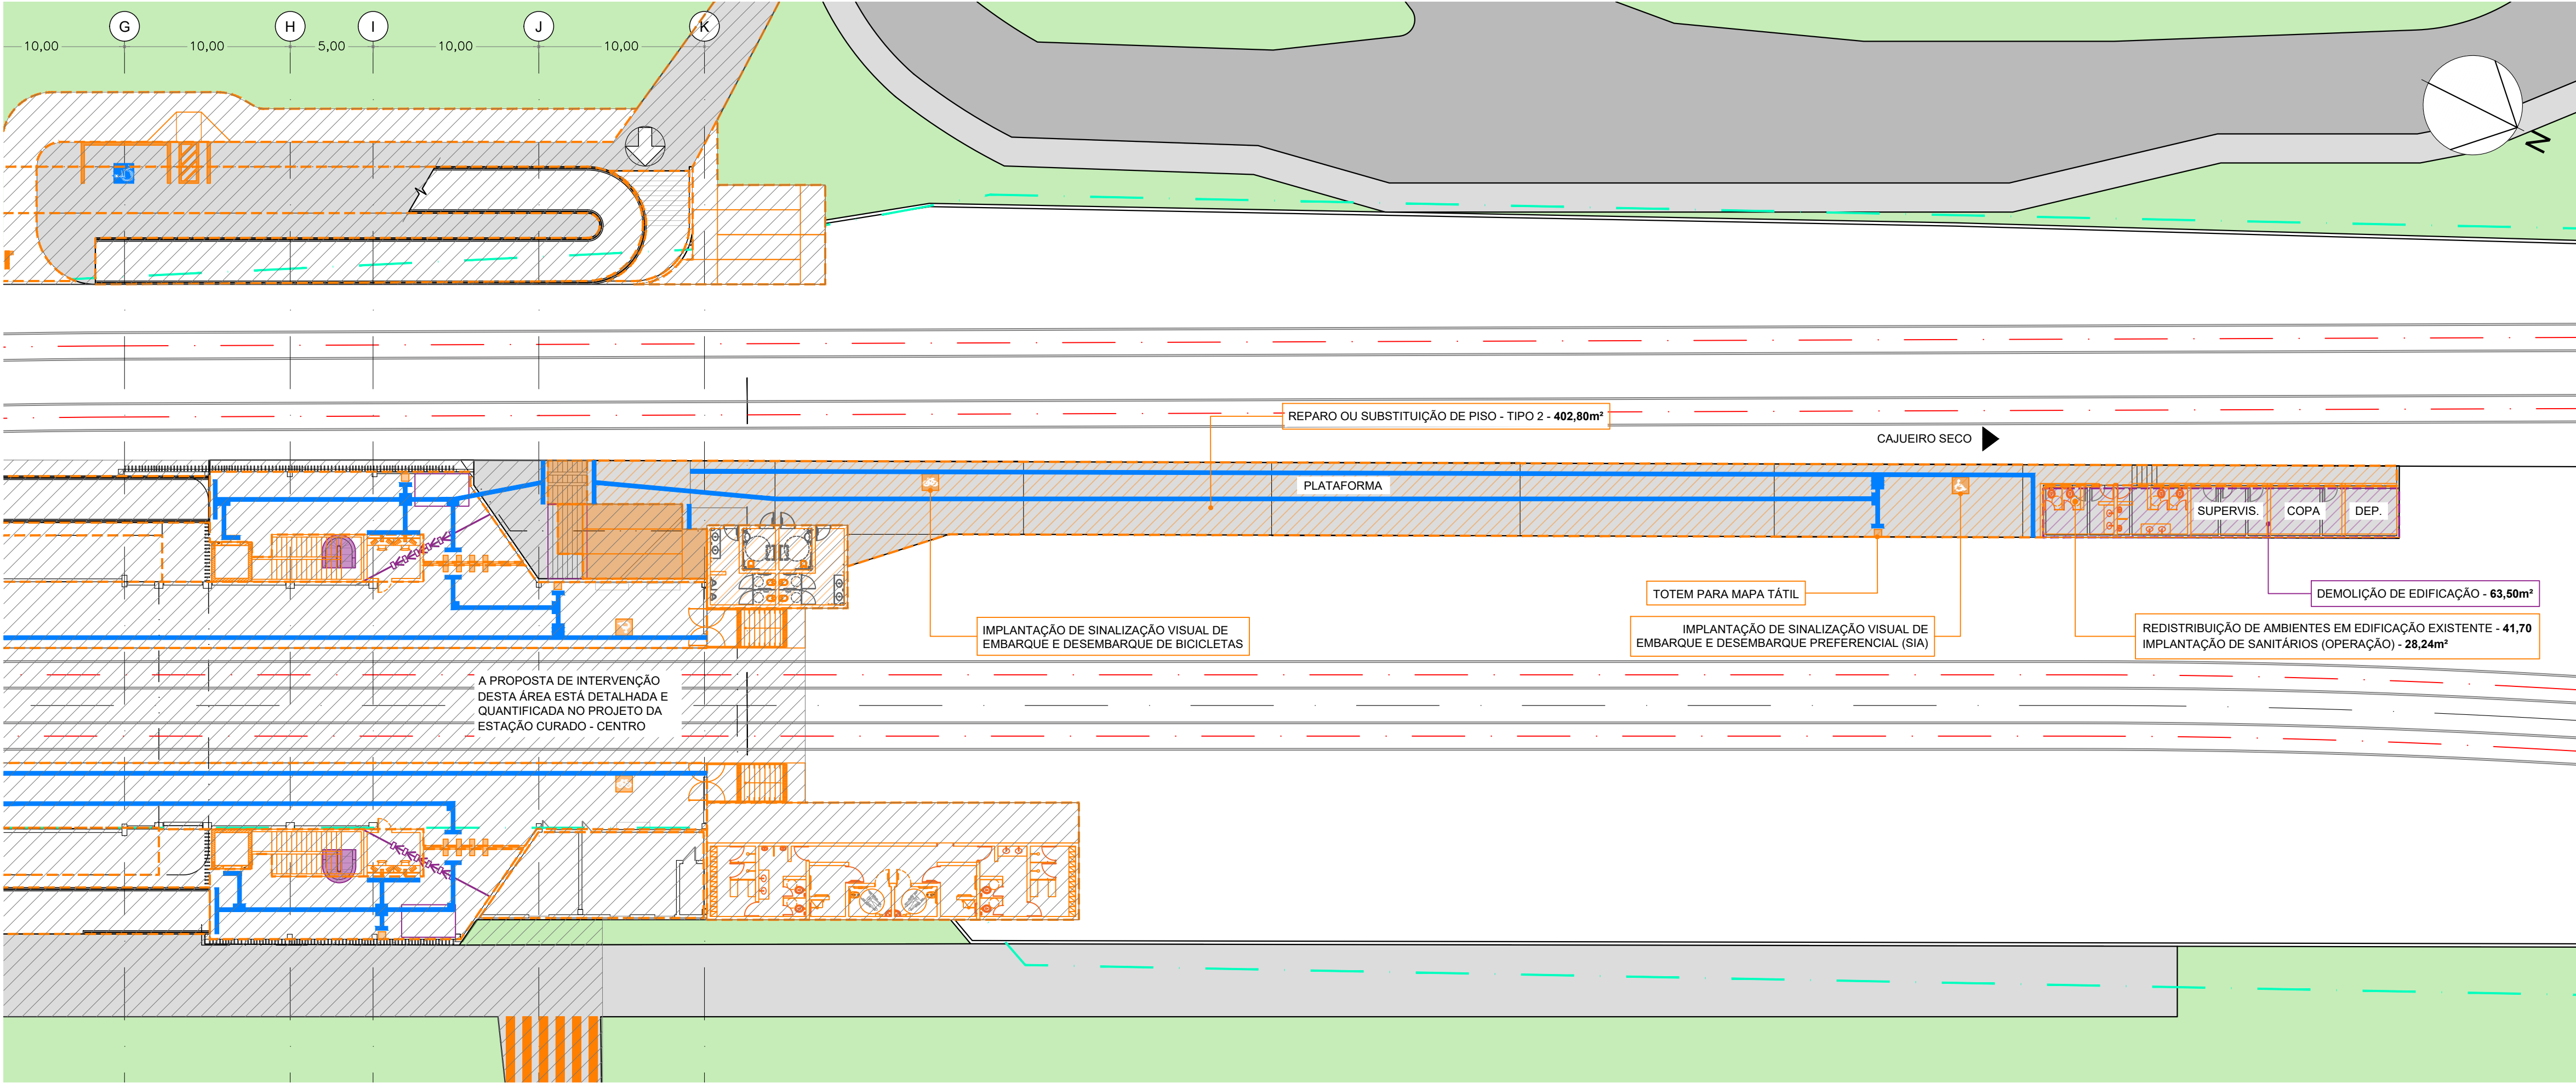 G
H
I
J
K
10,00
10,00
5,00
10,00
10,00
N
REPARO OU SUBSTITUIÇÃO DE PISO - TIPO 2 - 402,80m²
CAJUEIRO SECO
PLATAFORMA
SUPERVIS.
COPA
DEP.
TOTEM PARA MAPA TÁTIL
DEMOLIÇÃO DE EDIFICAÇÃO - 63,50m²
IMPLANTAÇÃO DE SINALIZAÇÃO VISUAL DE
EMBARQUE E DESEMBARQUE DE BICICLETAS
IMPLANTAÇÃO DE SINALIZAÇÃO VISUAL DE
EMBARQUE E DESEMBARQUE PREFERENCIAL (SIA)
REDISTRIBUIÇÃO DE AMBIENTES EM EDIFICAÇÃO EXISTENTE - 41,70
IMPLANTAÇÃO DE SANITÁRIOS (OPERAÇÃO) - 28,24m²
A PROPOSTA DE INTERVENÇÃO
DESTA ÁREA ESTÁ DETALHADA E
QUANTIFICADA NO PROJETO DA
ESTAÇÃO CURADO - CENTRO